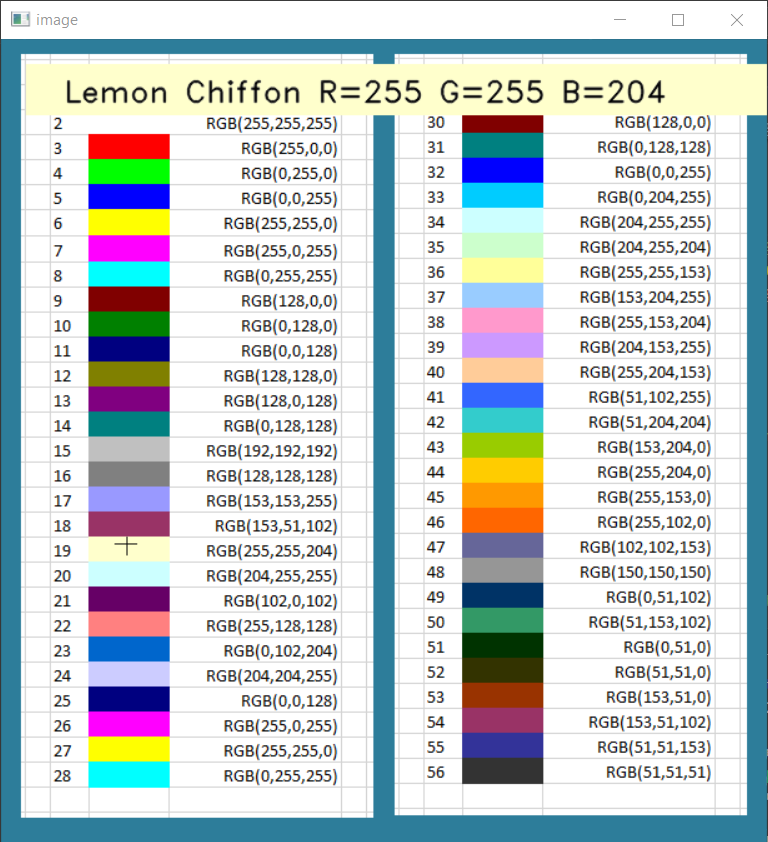 image
Lemon Chiffon R=255 G=255 B=204
2 RGB(255,255,255)
3 RGB(255,0,0)
4 RGB(0,255,0)
5 RGB(0,0,255)
6 RGB(255,255,0)
7 RGB(255,0,255)
8 RGB(0,255,255)
9 RGB(128,0,0)
10 RGB(0,128,0)
11 RGB(0,0,128)
12 RGB(128,128,0)
13 RGB(128,0,128)
14 RGB(0,128,128)
15 RGB(192,192,192)
16 RGB(128,128,128)
17 RGB(153,153,255)
18 RGB(153,51,102)
19 RGB(255,255,204)
20 RGB(204,255,255)
21 RGB(102,0,102)
22 RGB(255,128,128)
23 RGB(0,102,204)
24 RGB(204,204,255)
25 RGB(0,0,128)
26 RGB(255,0,255)
27 RGB(255,255,0)
28 RGB(0,255,255)
30 RGB(128,0,0)
31 RGB(0,128,128)
32 RGB(0,0,255)
33 RGB(0,204,255)
34 RGB(204,255,255)
35 RGB(204,255,204)
36 RGB(255,255,153)
37 RGB(153,204,255)
38 RGB(255,153,204)
39 RGB(204,153,255)
40 RGB(255,204,153)
41 RGB(51,102,255)
42 RGB(51,204,204)
43 RGB(153,204,0)
44 RGB(255,204,0)
45 RGB(255,153,0)
46 RGB(255,102,0)
47 RGB(102,102,153)
48 RGB(150,150,150)
49 RGB(0,51,102)
50 RGB(51,153,102)
51 RGB(0,51,0)
52 RGB(51,51,0)
53 RGB(153,51,0)
54 RGB(153,51,102)
55 RGB(51,51,153)
56 RGB(51,51,51)